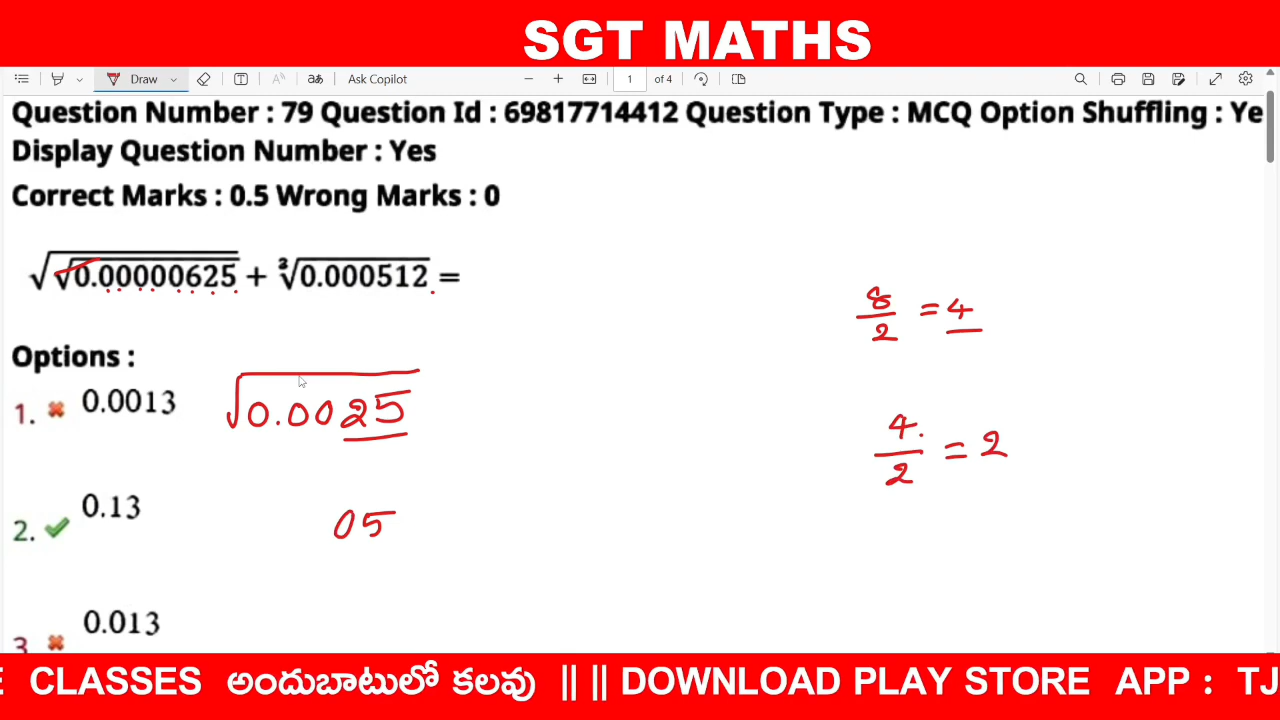 SGT MATHS
Draw
Ask Copilot
1 of 4
Question Number : 79 Question Id : 69817714412 Question Type : MCQ Option Shuffling : Ye
Display Question Number : Yes
Correct Marks : 0.5 Wrong Marks : 0
√√0.00000625 + ³√0.000512 =
8/2 = 4
Options :
1. ✖ 0.0013
√0.0025
4/2 = 2
2. ✔ 0.13
05
3. ✖ 0.013
E CLASSES అందుబాటులో కలవు || || DOWNLOAD PLAY STORE APP : TJ